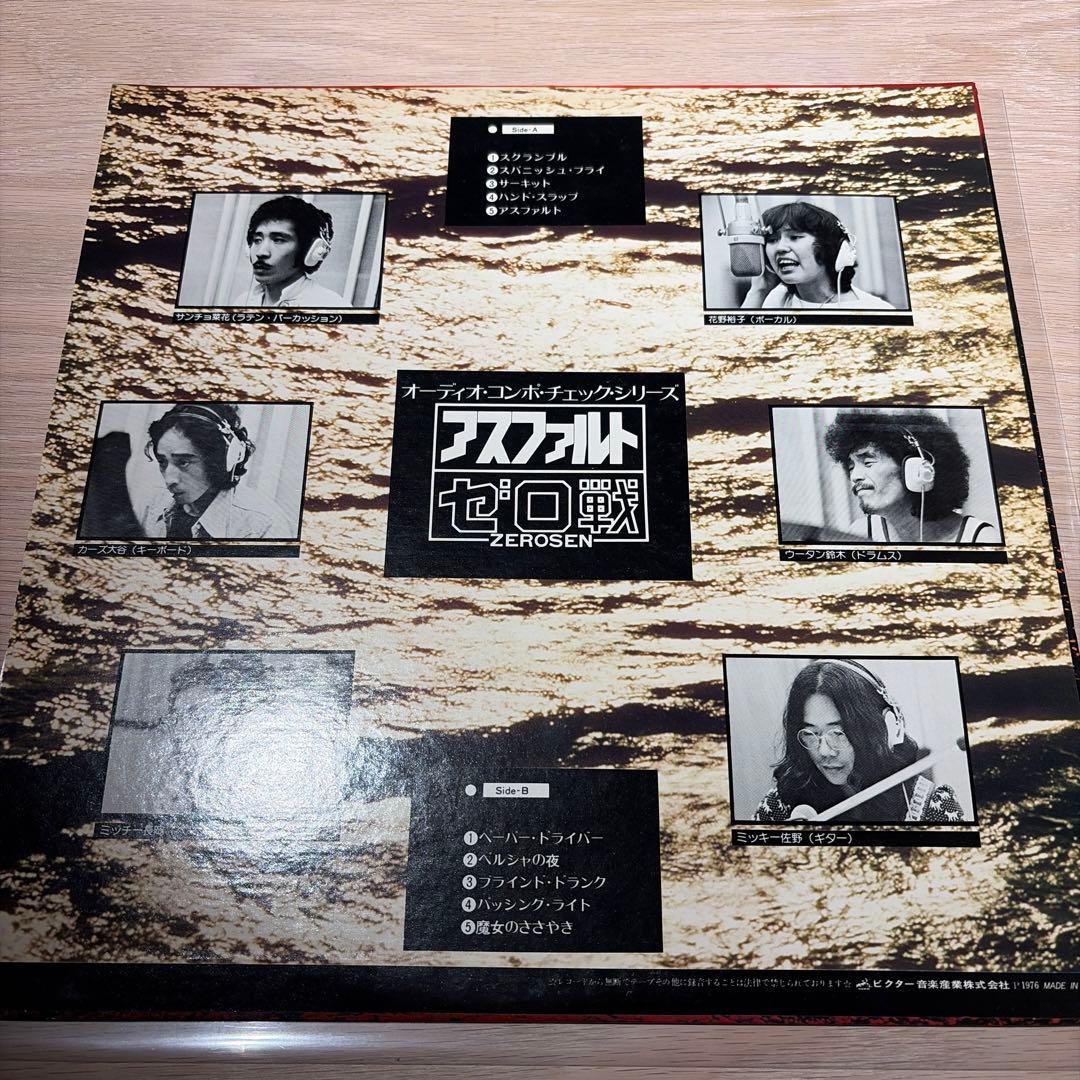 Side-A
❶スクランブル
❷スパニッシュ・フライ
❸サーキット
❹ハンド・スラップ
❺アスファルト
サンチョ菜花(ラテン・パーカッション)
花野裕子(ボーカル)
オーディオ・コンポ・チェック・シリーズ
アスファルト
ゼロ戦
ZEROSEN
カーズ大谷(キーボード)
ウータン鈴木(ドラムス)
ミッチー
ミッキー佐野(ギター)
Side-B
❶ペーパー・ドライバー
❷ペルシャの夜
❸ブラインド・ドランク
❹パッシング・ライト
❺魔女のささやき
☆レコードから無断でテープその他に録音することは法律で禁じられております☆ ビクター音楽産業株式会社 Ⓟ1976 MADE IN